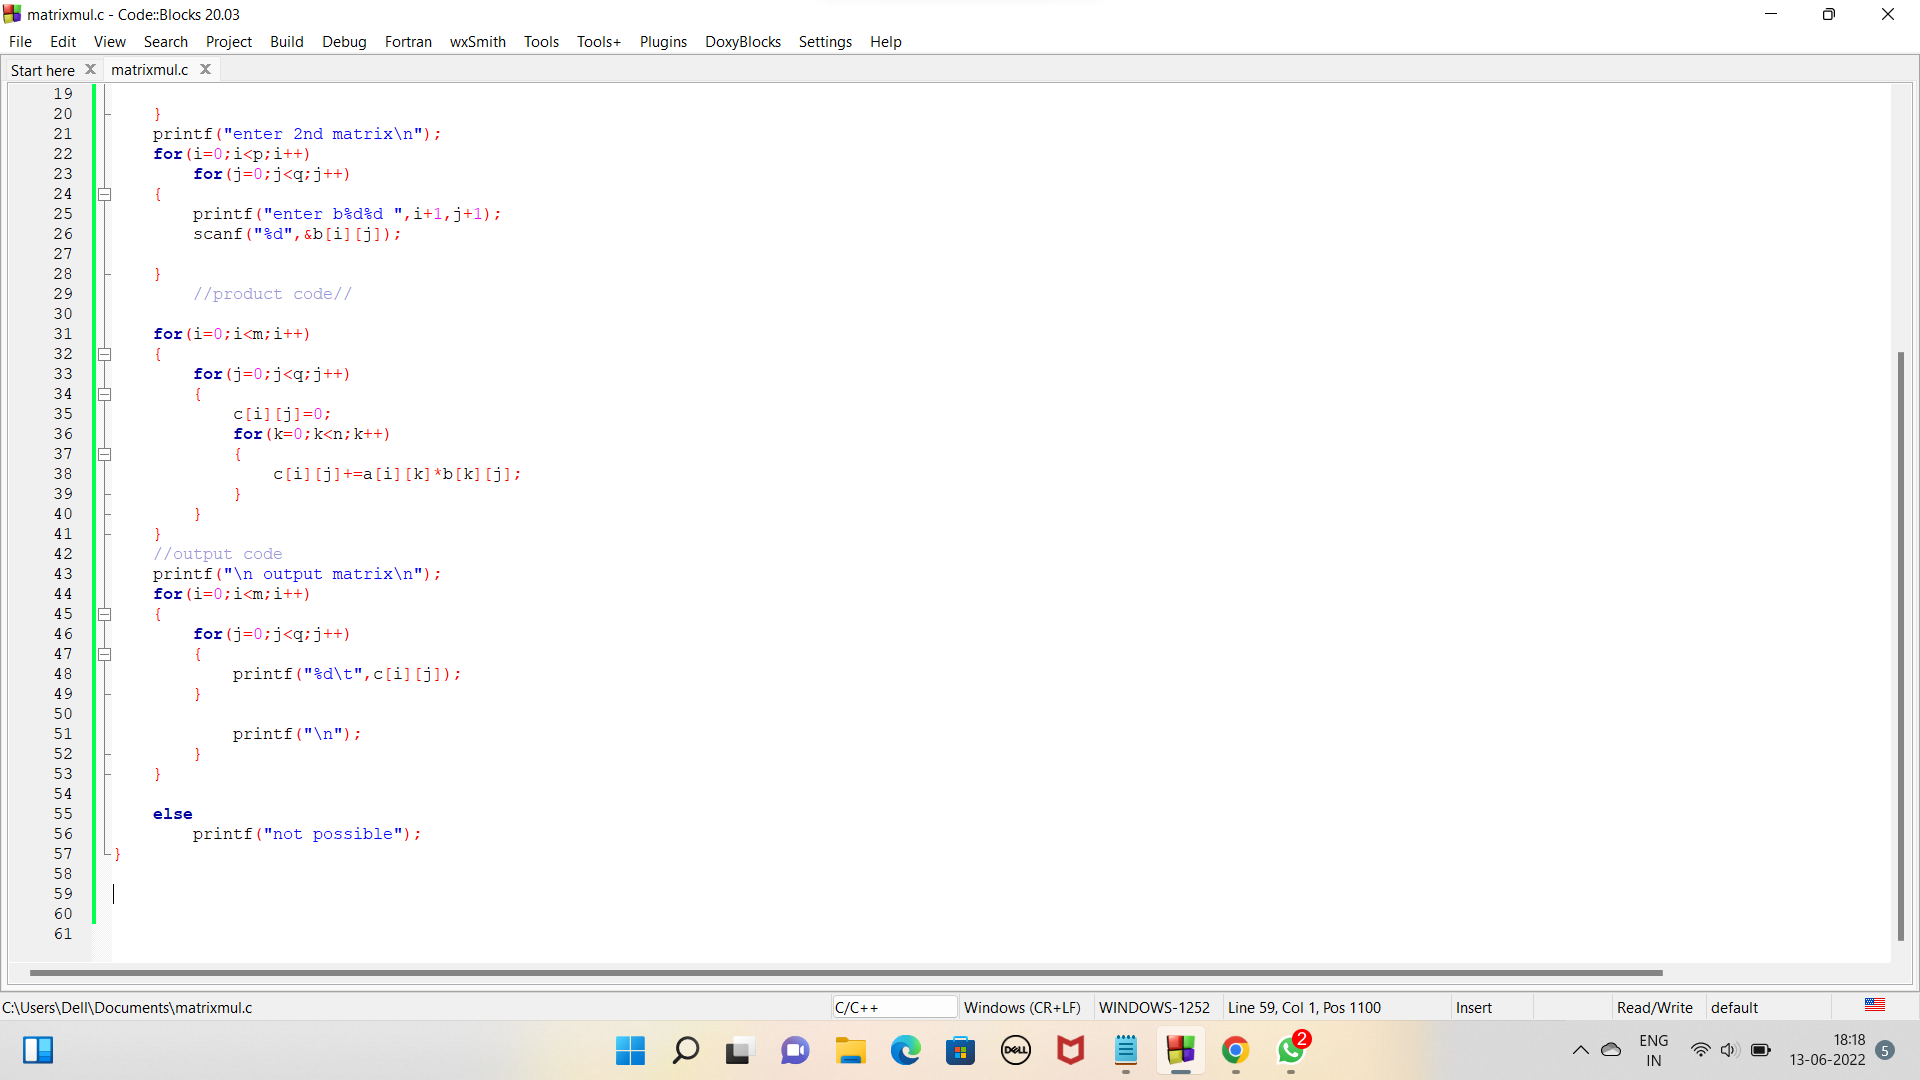 matrixmul.c - Code::Blocks 20.03
File Edit View Search Project Build Debug Fortran wxSmith Tools Tools+ Plugins DoxyBlocks Settings Help
Start here matrixmul.c
19
20 }
21 printf("enter 2nd matrix\n");
22 for(i=0;i<p;i++)
23 for(j=0;j<q;j++)
24 {
25 printf("enter b%d%d ",i+1,j+1);
26 scanf("%d",&b[i][j]);
27
28 }
29 //product code//
30
31 for(i=0;i<m;i++)
32 {
33 for(j=0;j<q;j++)
34 {
35 c[i][j]=0;
36 for(k=0;k<n;k++)
37 {
38 c[i][j]+=a[i][k]*b[k][j];
39 }
40 }
41 }
42 //output code
43 printf("\n output matrix\n");
44 for(i=0;i<m;i++)
45 {
46 for(j=0;j<q;j++)
47 {
48 printf("%d\t",c[i][j]);
49 }
50
51 printf("\n");
52 }
53 }
54
55 else
56 printf("not possible");
57 }
58
59
60
61
C:\Users\Dell\Documents\matrixmul.c C/C++ Windows (CR+LF) WINDOWS-1252 Line 59, Col 1, Pos 1100 Insert Read/Write default
DELL 2 ENG 18:18
IN 13-06-2022 5